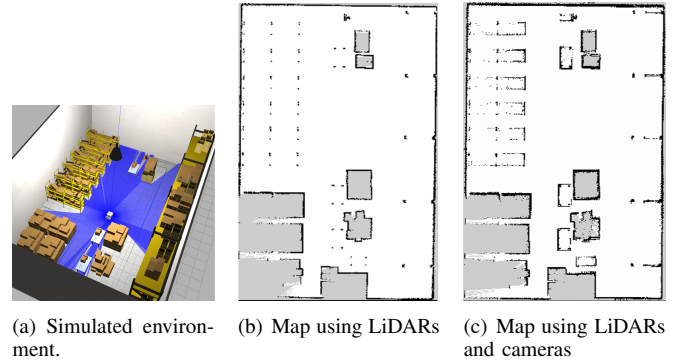 (a) Simulated environ-
ment.
(b) Map using LiDARs
(c) Map using LiDARs
and cameras